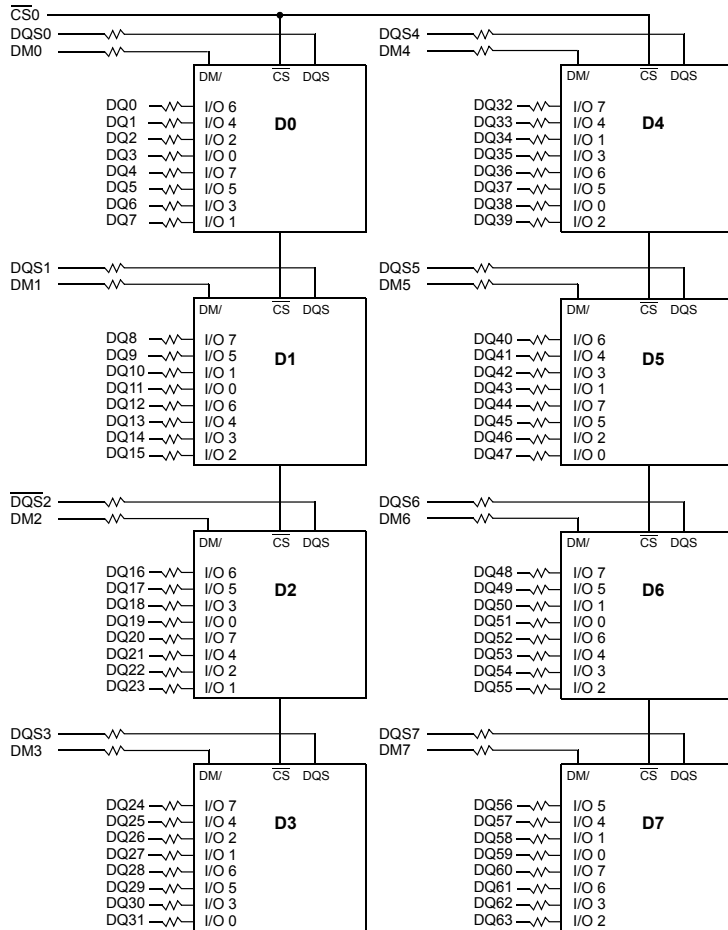 CS0
DQS0 DQS4
DM0 DM4
DM/ CS DQS DM/ CS DQS
DQ0 I/O 6 DQ32 I/O 7
DQ1 I/O 4 D0 DQ33 I/O 4 D4
DQ2 I/O 2 DQ34 I/O 1
DQ3 I/O 0 DQ35 I/O 3
DQ4 I/O 7 DQ36 I/O 6
DQ5 I/O 5 DQ37 I/O 5
DQ6 I/O 3 DQ38 I/O 0
DQ7 I/O 1 DQ39 I/O 2
DQS1 DQS5
DM1 DM5
DM/ CS DQS DM/ CS DQS
DQ8 I/O 7 DQ40 I/O 6
DQ9 I/O 5 D1 DQ41 I/O 4 D5
DQ10 I/O 1 DQ42 I/O 3
DQ11 I/O 0 DQ43 I/O 1
DQ12 I/O 6 DQ44 I/O 7
DQ13 I/O 4 DQ45 I/O 5
DQ14 I/O 3 DQ46 I/O 2
DQ15 I/O 2 DQ47 I/O 0
DQS2 DQS6
DM2 DM6
DM/ CS DQS DM/ CS DQS
DQ16 I/O 6 DQ48 I/O 7
DQ17 I/O 5 D2 DQ49 I/O 5 D6
DQ18 I/O 3 DQ50 I/O 1
DQ19 I/O 0 DQ51 I/O 0
DQ20 I/O 7 DQ52 I/O 6
DQ21 I/O 4 DQ53 I/O 4
DQ22 I/O 2 DQ54 I/O 3
DQ23 I/O 1 DQ55 I/O 2
DQS3 DQS7
DM3 DM7
DM/ CS DQS DM/ CS DQS
DQ24 I/O 7 DQ56 I/O 5
DQ25 I/O 4 D3 DQ57 I/O 4 D7
DQ26 I/O 2 DQ58 I/O 1
DQ27 I/O 1 DQ59 I/O 0
DQ28 I/O 6 DQ60 I/O 7
DQ29 I/O 5 DQ61 I/O 6
DQ30 I/O 3 DQ62 I/O 3
DQ31 I/O 0 DQ63 I/O 2